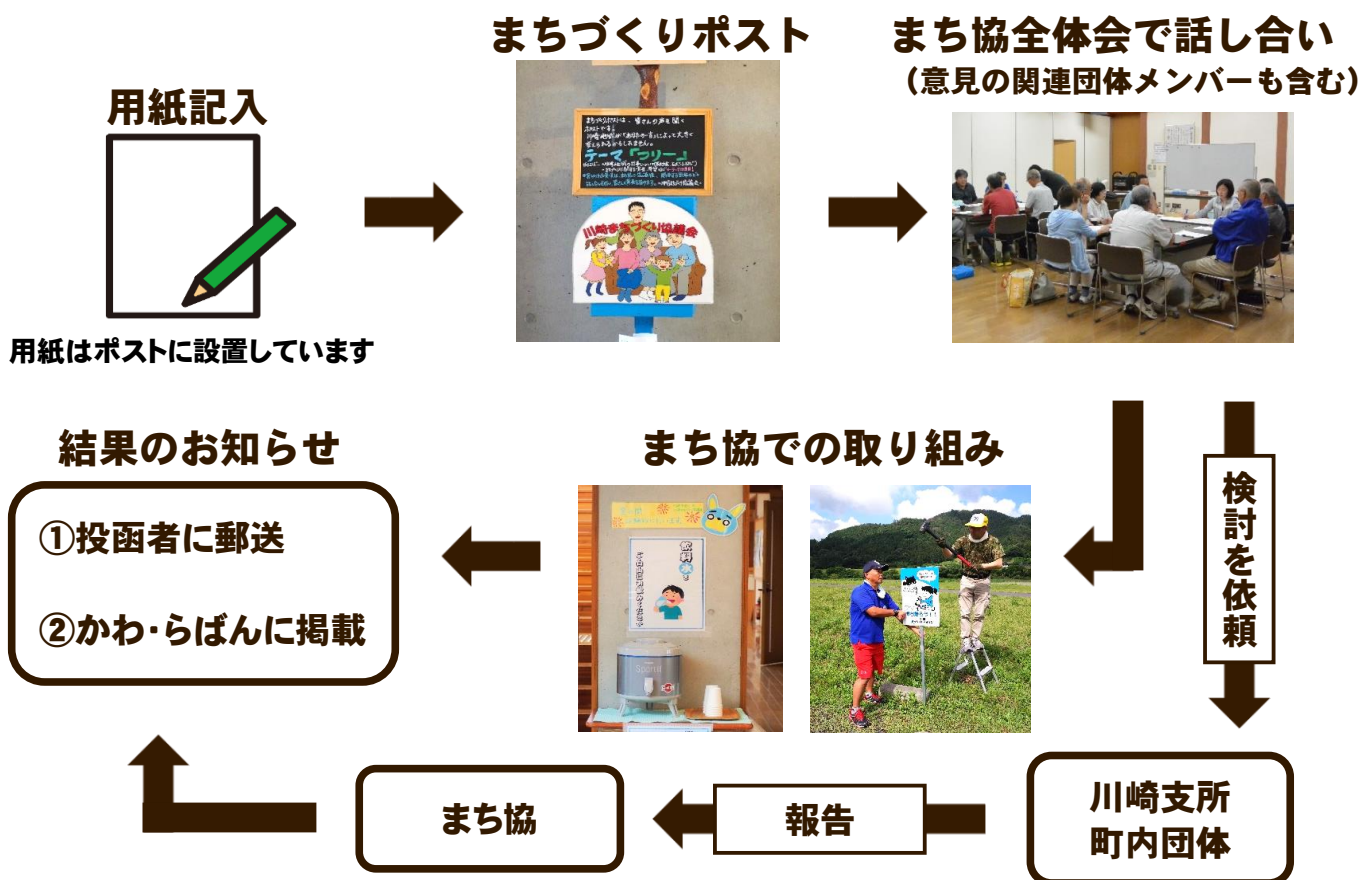 用紙記入
用紙はポストに設置しています
まちづくりポスト
テーマ「フリー」
川崎まちづくり協議会
まち協全体会で話し合い
（意見の関連団体メンバーも含む）
検討を依頼
川崎支所
町内団体
報告
まち協
まち協での取り組み
飲料水を
結果のお知らせ
①投函者に郵送
②かわ・らばんに掲載